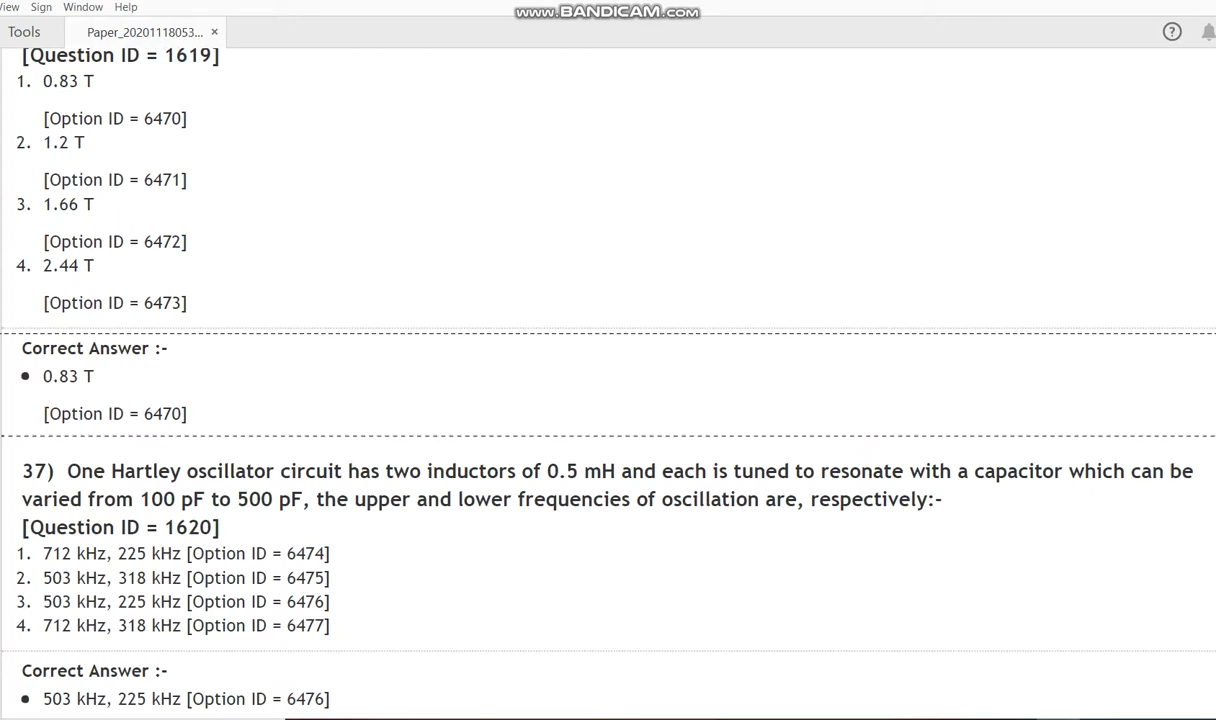 View Sign Window Help
www.BANDICAM.com
Tools Paper_20201118053... ×
[Question ID = 1619]
1. 0.83 T
[Option ID = 6470]
2. 1.2 T
[Option ID = 6471]
3. 1.66 T
[Option ID = 6472]
4. 2.44 T
[Option ID = 6473]
Correct Answer :-
• 0.83 T
[Option ID = 6470]
37) One Hartley oscillator circuit has two inductors of 0.5 mH and each is tuned to resonate with a capacitor which can be
varied from 100 pF to 500 pF, the upper and lower frequencies of oscillation are, respectively:-
[Question ID = 1620]
1. 712 kHz, 225 kHz [Option ID = 6474]
2. 503 kHz, 318 kHz [Option ID = 6475]
3. 503 kHz, 225 kHz [Option ID = 6476]
4. 712 kHz, 318 kHz [Option ID = 6477]
Correct Answer :-
• 503 kHz, 225 kHz [Option ID = 6476]